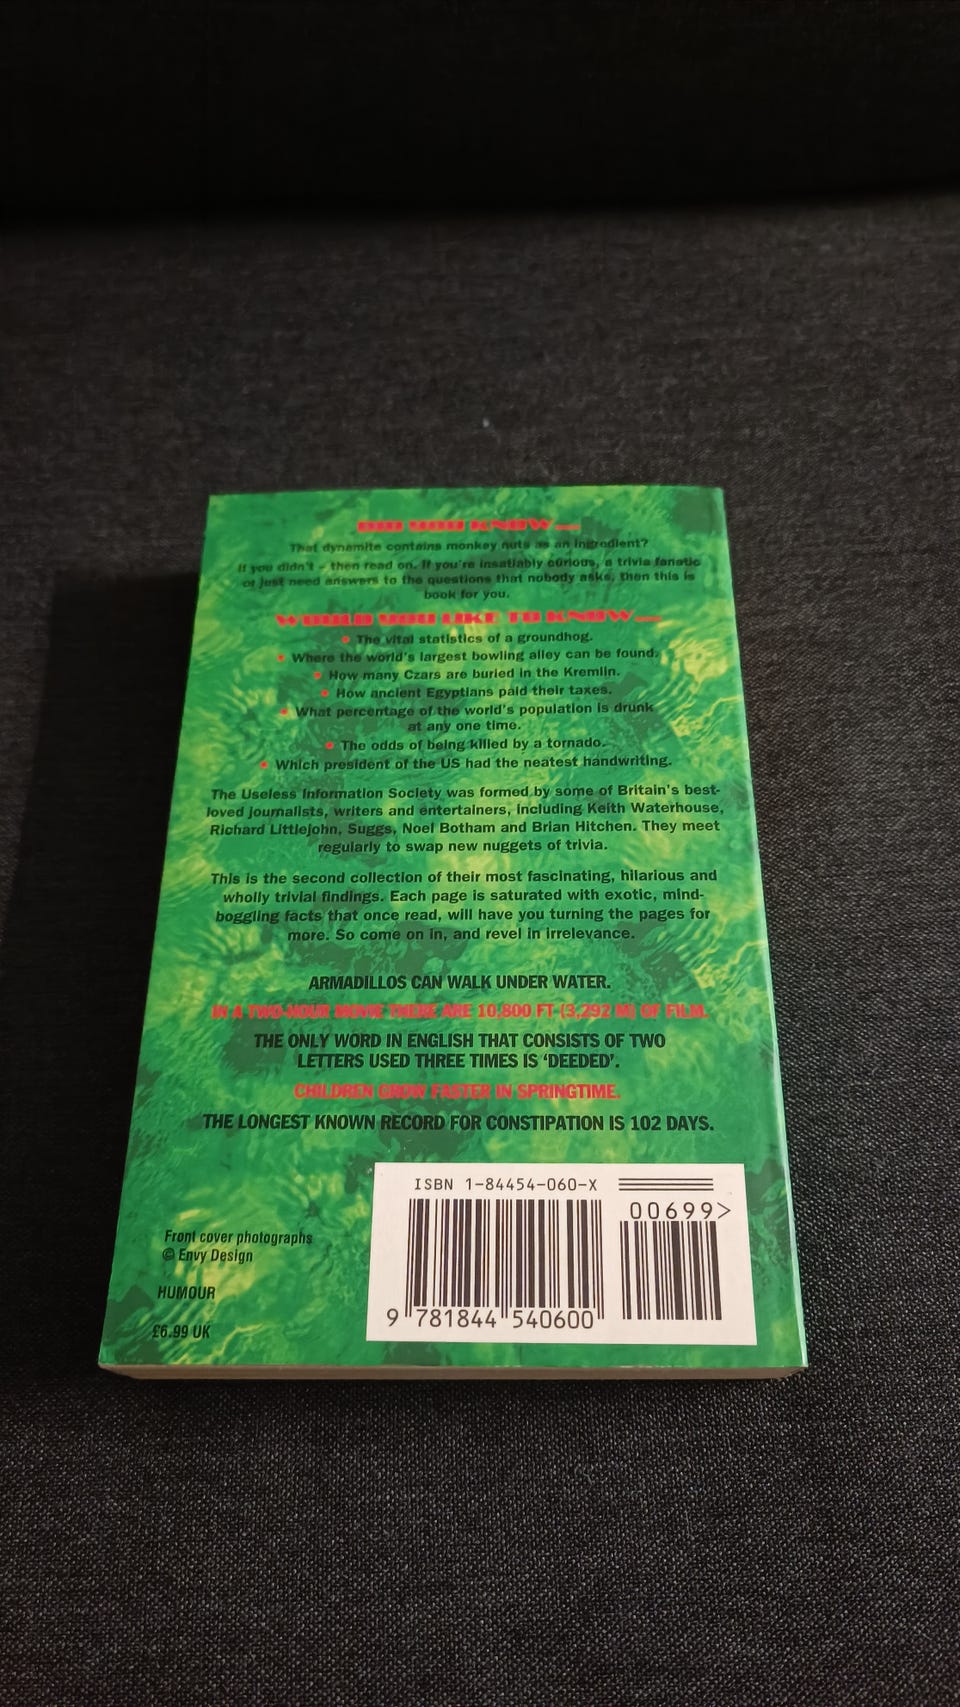 DID YOU KNOW...
That dynamite contains monkey nuts as an ingredient?
If you didn't – then read on. If you're insatiably curious, a trivia fanatic
or just need answers to the questions that nobody asks, then this is
book for you.
WOULD YOU LIKE TO KNOW...
• The vital statistics of a groundhog.
• Where the world's largest bowling alley can be found.
• How many Czars are buried in the Kremlin.
• How ancient Egyptians paid their taxes.
• What percentage of the world's population is drunk
at any one time.
• The odds of being killed by a tornado.
• Which president of the US had the neatest handwriting.
The Useless Information Society was formed by some of Britain's best-
loved journalists, writers and entertainers, including Keith Waterhouse,
Richard Littlejohn, Suggs, Noel Botham and Brian Hitchen. They meet
regularly to swap new nuggets of trivia.
This is the second collection of their most fascinating, hilarious and
wholly trivial findings. Each page is saturated with exotic, mind-
boggling facts that once read, will have you turning the pages for
more. So come on in, and revel in irrelevance.
ARMADILLOS CAN WALK UNDER WATER.
IN A TWO-HOUR MOVIE THERE ARE 10,800 FT (3,292 M) OF FILM.
THE ONLY WORD IN ENGLISH THAT CONSISTS OF TWO
LETTERS USED THREE TIMES IS 'DEEDED'.
CHILDREN GROW FASTER IN SPRINGTIME.
THE LONGEST KNOWN RECORD FOR CONSTIPATION IS 102 DAYS.
ISBN 1-84454-060-X
00699>
9 781844 540600
Front cover photographs
© Envy Design
HUMOUR
£6.99 UK